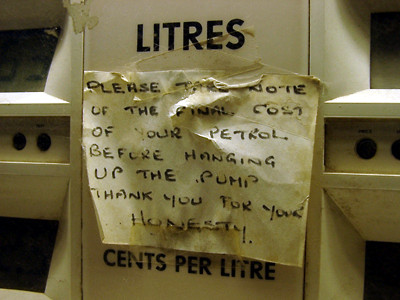 LITRES
PLEASE TAKE NOTE
OF THE FINAL COST
OF YOUR PETROL
BEFORE HANGING
UP THE PUMP
THANK YOU FOR YOUR
HONESTY.
CENTS PER LITRE